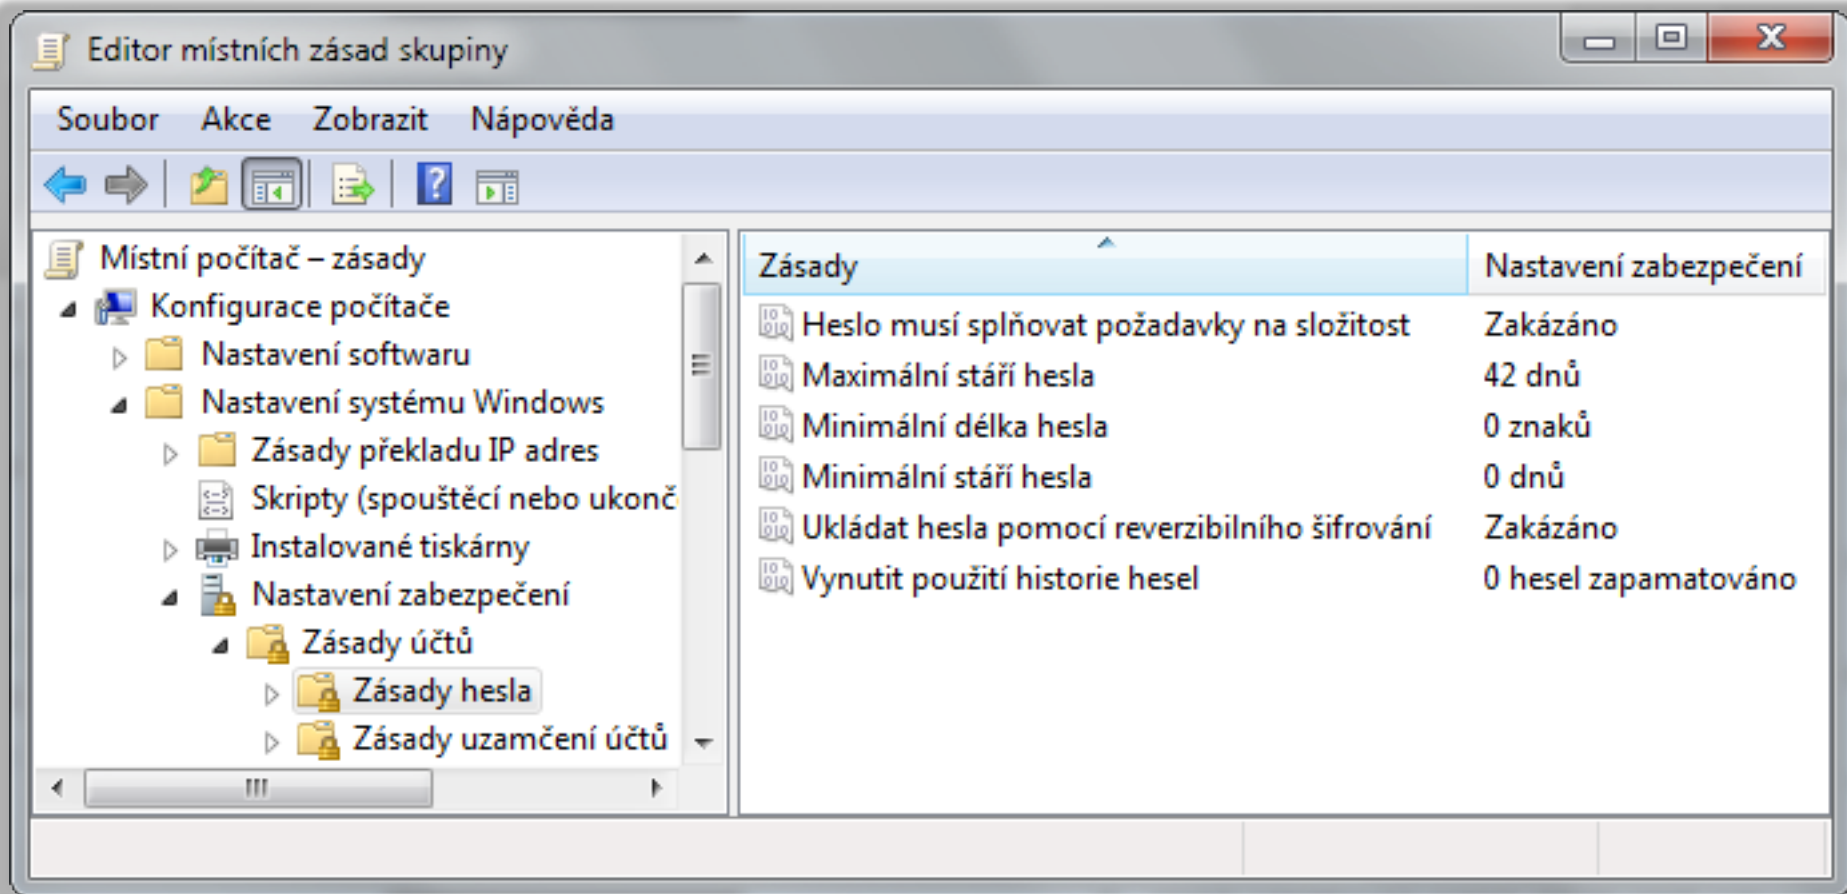 Editor místních zásad skupiny
Soubor Akce Zobrazit Nápověda
Místní počítač – zásady
Konfigurace počítače
Nastavení softwaru
Nastavení systému Windows
Zásady překladu IP adres
Skripty (spouštěcí nebo ukonč
Instalované tiskárny
Nastavení zabezpečení
Zásady účtů
Zásady hesla
Zásady uzamčení účtů
Zásady Nastavení zabezpečení
Heslo musí splňovat požadavky na složitost Zakázáno
Maximální stáří hesla 42 dnů
Minimální délka hesla 0 znaků
Minimální stáří hesla 0 dnů
Ukládat hesla pomocí reverzibilního šifrování Zakázáno
Vynutit použití historie hesel 0 hesel zapamatováno